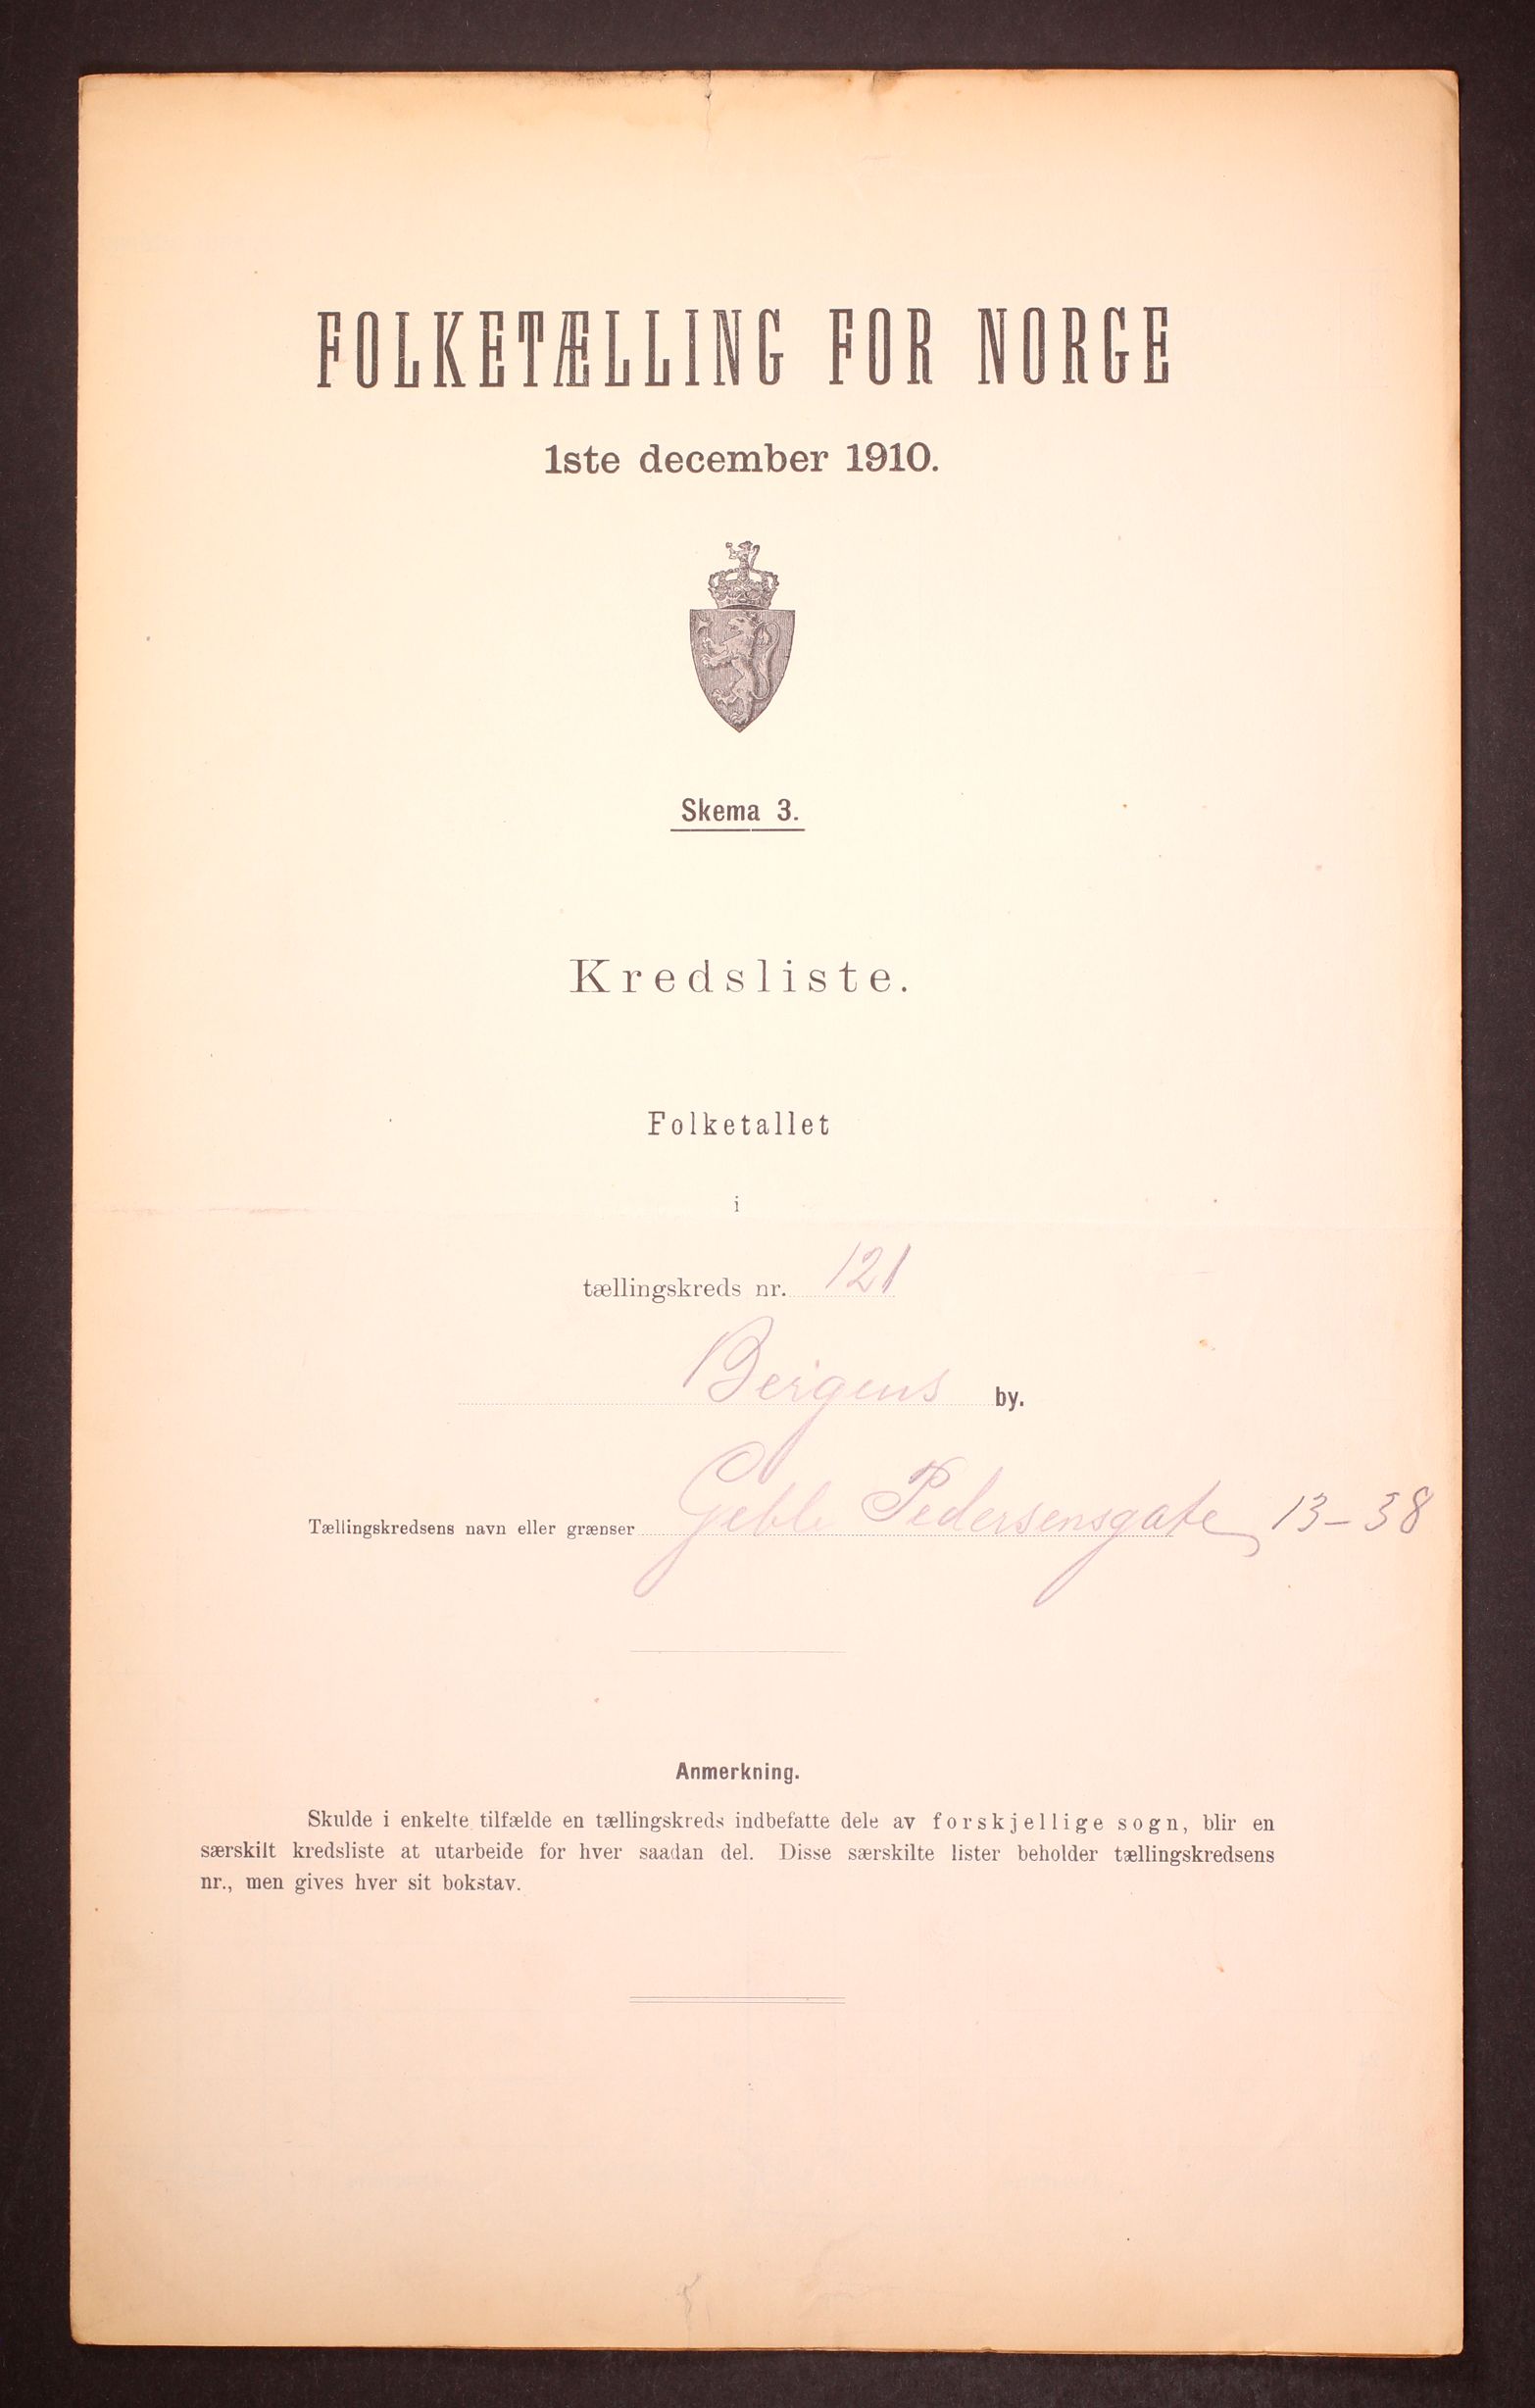 FOLKETÆLLING FOR NORGE
1ste december 1910.
Skema 3.
Kredsliste.
Folketallet
i
tællingskreds nr. 121
Bergens by.
Tællingskredsens navn eller grænser Geble Pedersensgate 13-38
Anmerkning.
Skulde i enkelte tilfælde en tællingskreds indbefatte dele av forskjellige sogn, blir en
særskilt kredsliste at utarbeide for hver saadan del. Disse særskilte lister beholder tællingskredsens
nr., men gives hver sit bokstav.